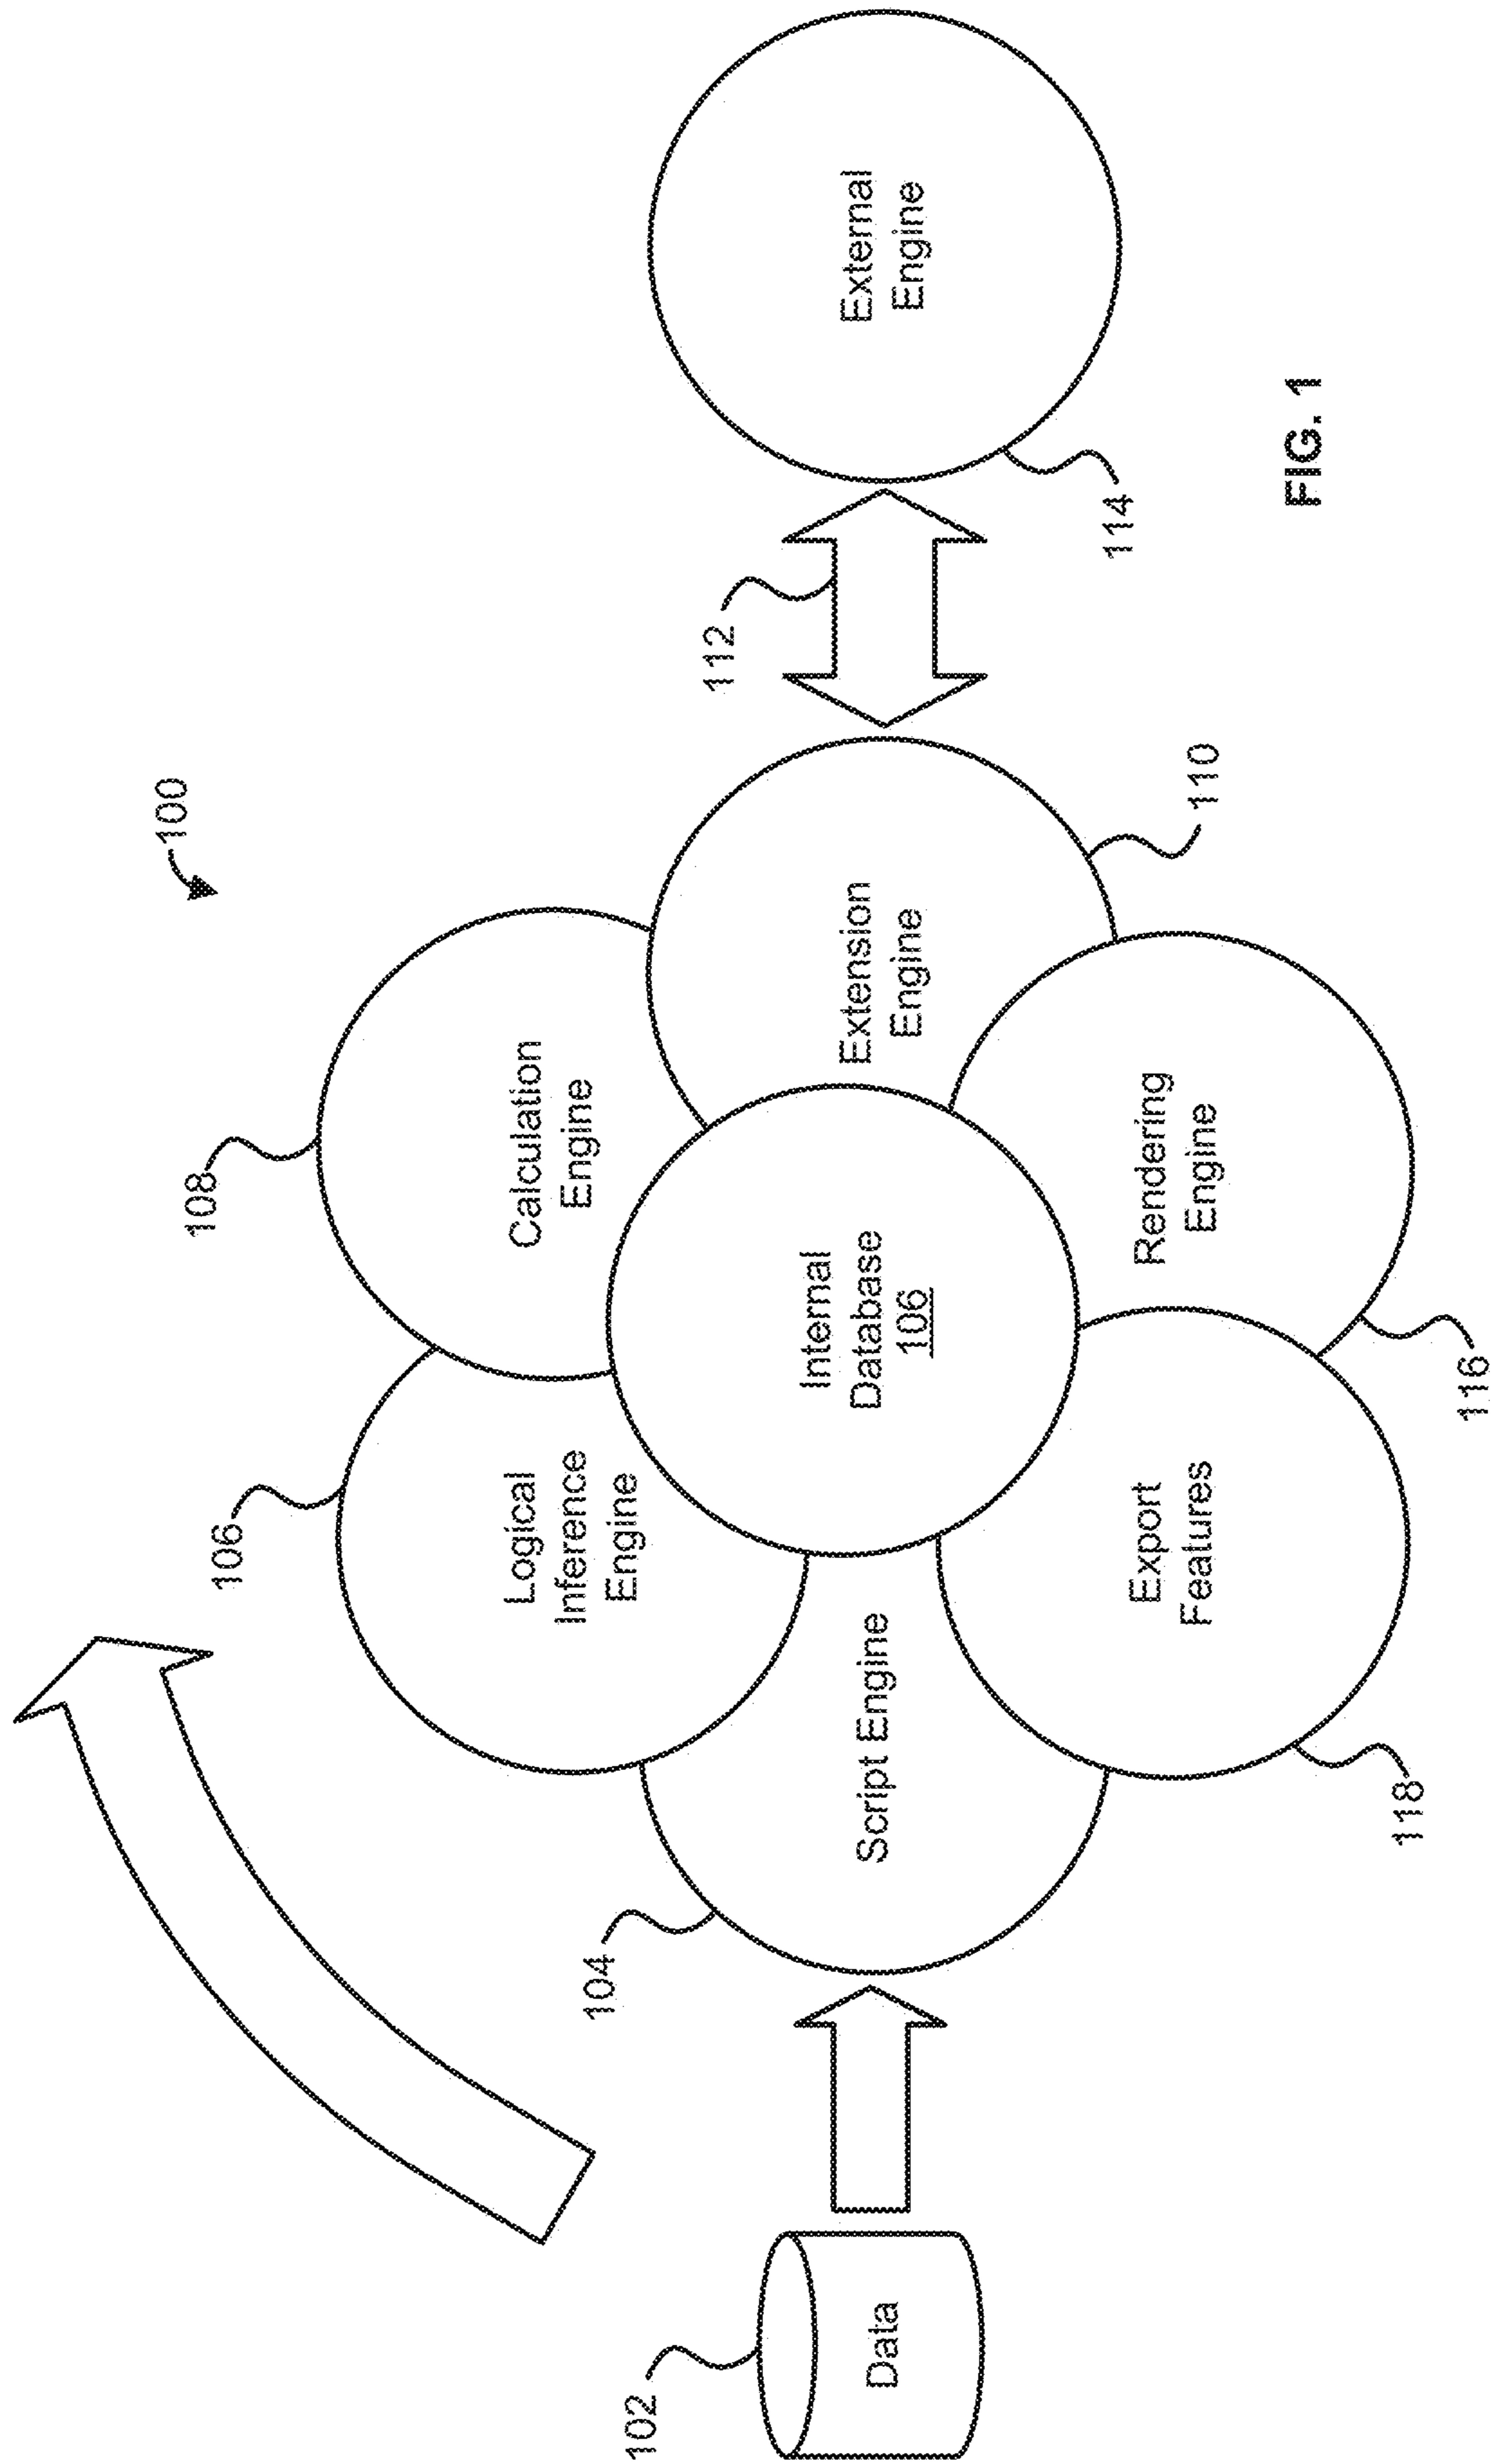 100
108
Calculation
Engine
106
Logical
Inference
Engine
112
External
Engine
Extension
Engine
Internal
Database
106
104
Script Engine
102
Data
114
110
Rendering
Engine
Export
Features
116
118
FIG. 1